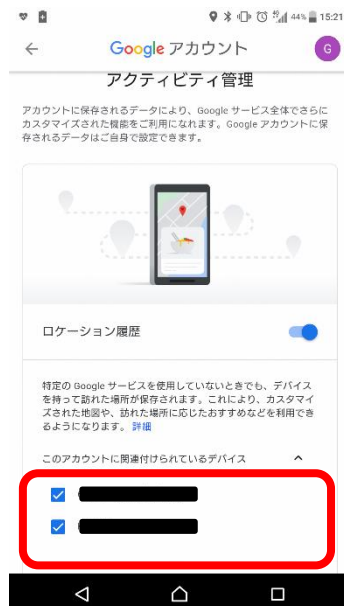 44% 15:21
Google アカウント
G
アクティビティ管理
アカウントに保存されるデータにより、Google サービス全体でさらに
カスタマイズされた機能をご利用になれます。Google アカウントに保
存されるデータはご自身で設定できます。
ロケーション履歴
特定の Google サービスを使用していないときでも、デバイス
を持って訪れた場所が保存されます。これにより、カスタマイ
ズされた地図や、訪れた場所に応じたおすすめなどを利用でき
るようになります。 詳細
このアカウントに関連付けられているデバイス